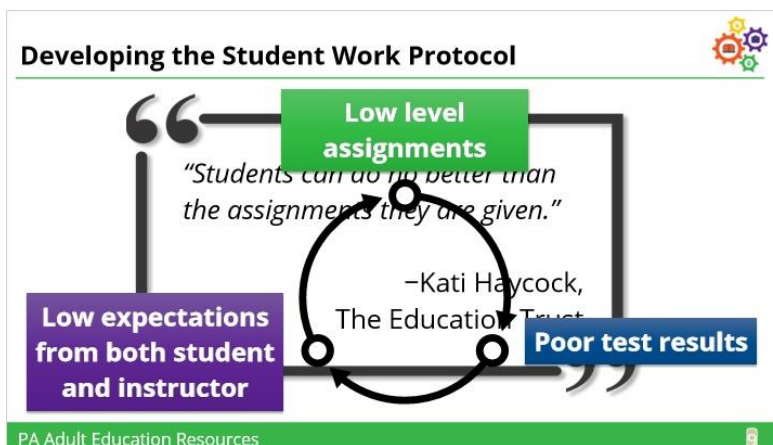 Developing the Student Work Protocol
Low level
assignments
“Students can do no better than
the assignments they are given.”
–Kati Haycock,
The Education Trust
Low expectations
from both student
and instructor
Poor test results
PA Adult Education Resources
9